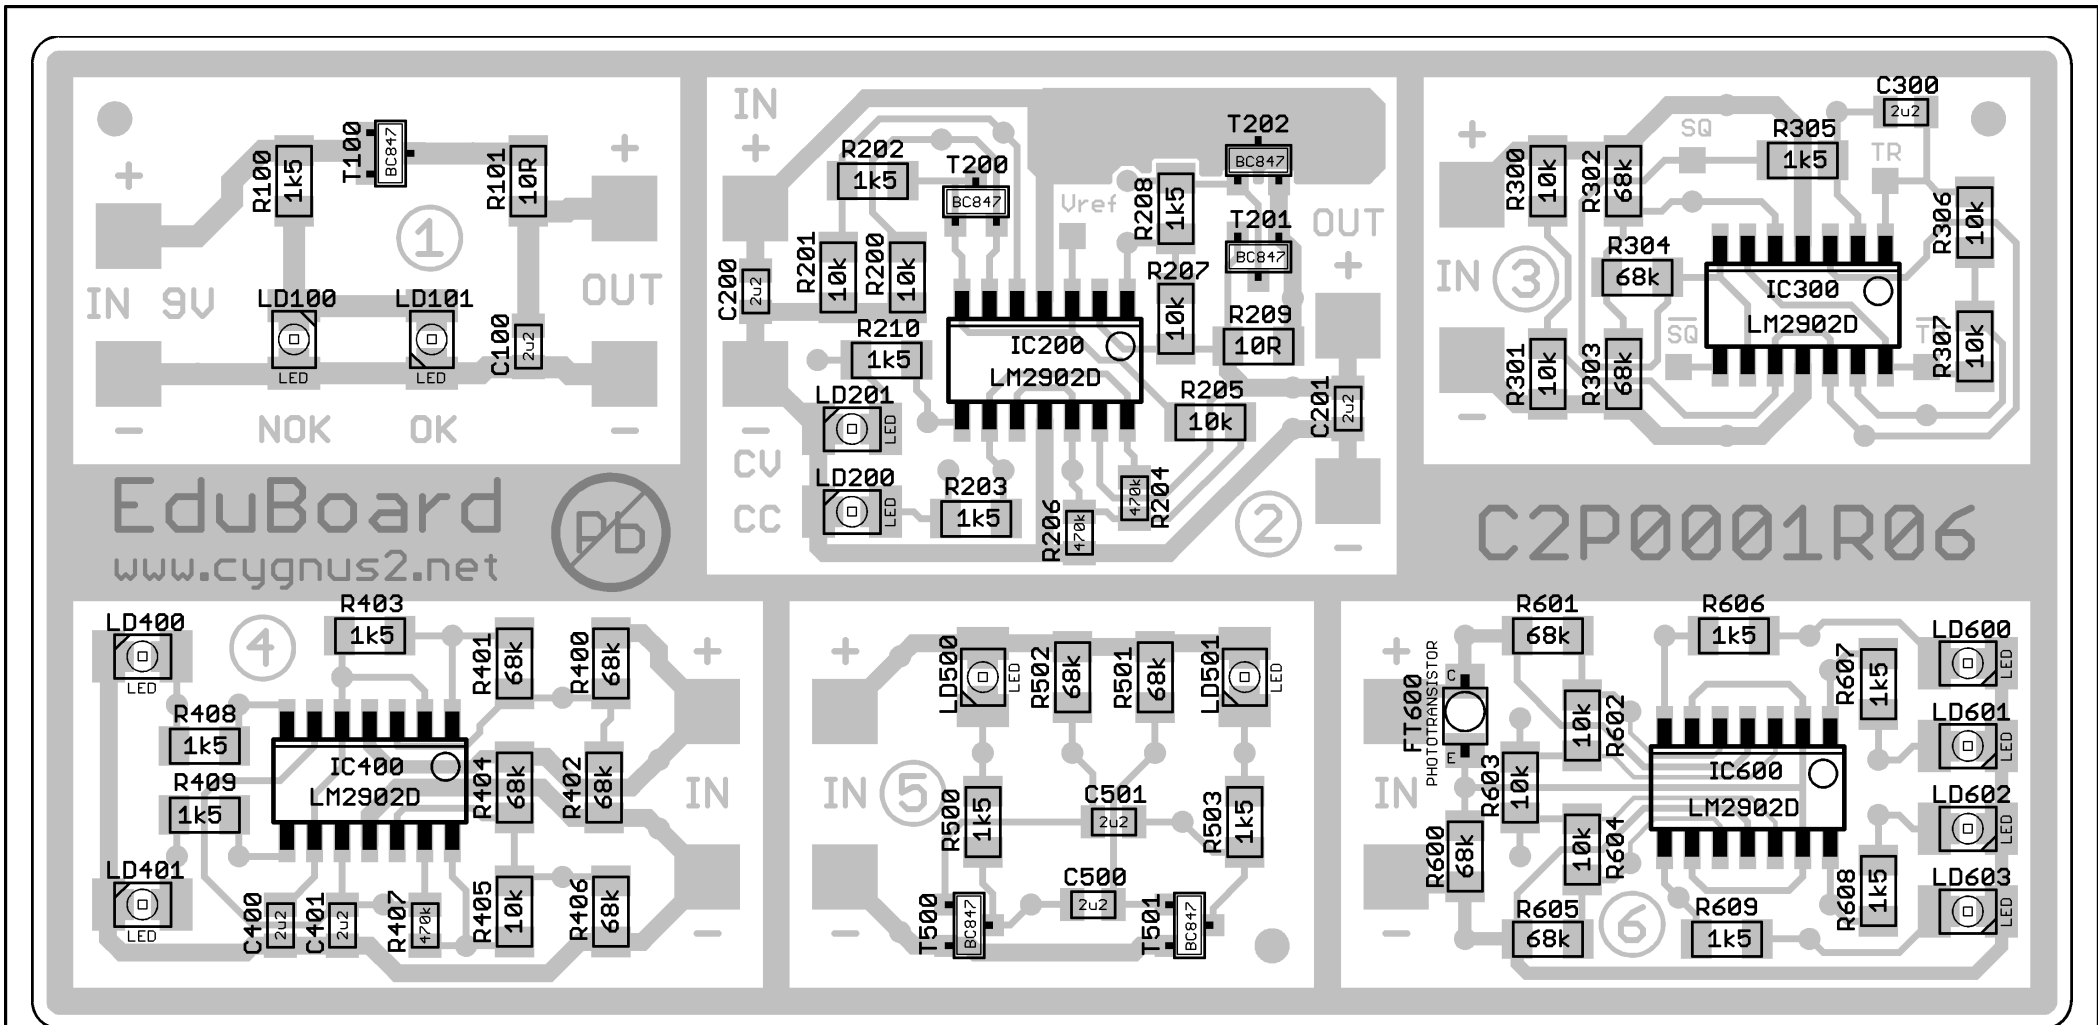 T100
BC847
R100
1k5
R101
10R
+
+
1
IN 9V
OUT
LD100
LED
LD101
LED
C100
2u2
-
NOK
OK
-
IN
+
R202
1k5
T200
BC847
T202
BC847
Vref
R208
1k5
T201
BC847
OUT
+
C200
2u2
R201
10k
R200
10k
R207
10k
R210
1k5
IC200
LM2902D
R209
10R
LD201
LED
R205
10k
C201
2u2
-
CV
LD200
LED
CC
R203
1k5
R206
470k
R204
470k
2
-
C300
2u2
+
SQ
R305
1k5
TR
R300
10k
R302
68k
R306
10k
IN
3
R304
68k
IC300
LM2902D
SQ
R301
10k
R303
68k
R307
10k
-
EduBoard
www.cygnus2.net
Pb
C2P0001R06
LD400
LED
4
R403
1k5
R401
68k
R400
68k
+
R408
1k5
R409
1k5
IC400
LM2902D
R404
68k
R402
68k
IN
LD401
LED
C400
2u2
C401
2u2
R407
470k
R405
10k
R406
68k
-
+
LD500
LED
R502
68k
R501
68k
LD501
LED
5
R500
1k5
C501
2u2
R503
1k5
C500
2u2
T500
BC847
T501
BC847
-
+
R601
68k
R606
1k5
LD600
LED
FT600
PHOTOTRANSISTOR
C
E
R602
10k
R607
1k5
LD601
LED
IN
R603
10k
IC600
LM2902D
LD602
LED
R600
68k
R604
10k
R608
1k5
LD603
LED
-
R605
68k
6
R609
1k5